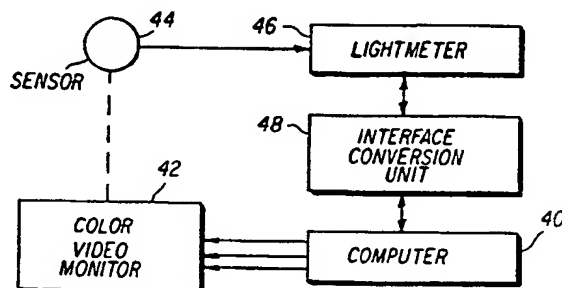 44
SENSOR
46
LIGHTMETER
48
INTERFACE
CONVERSION
UNIT
42
COLOR
VIDEO
MONITOR
COMPUTER
40